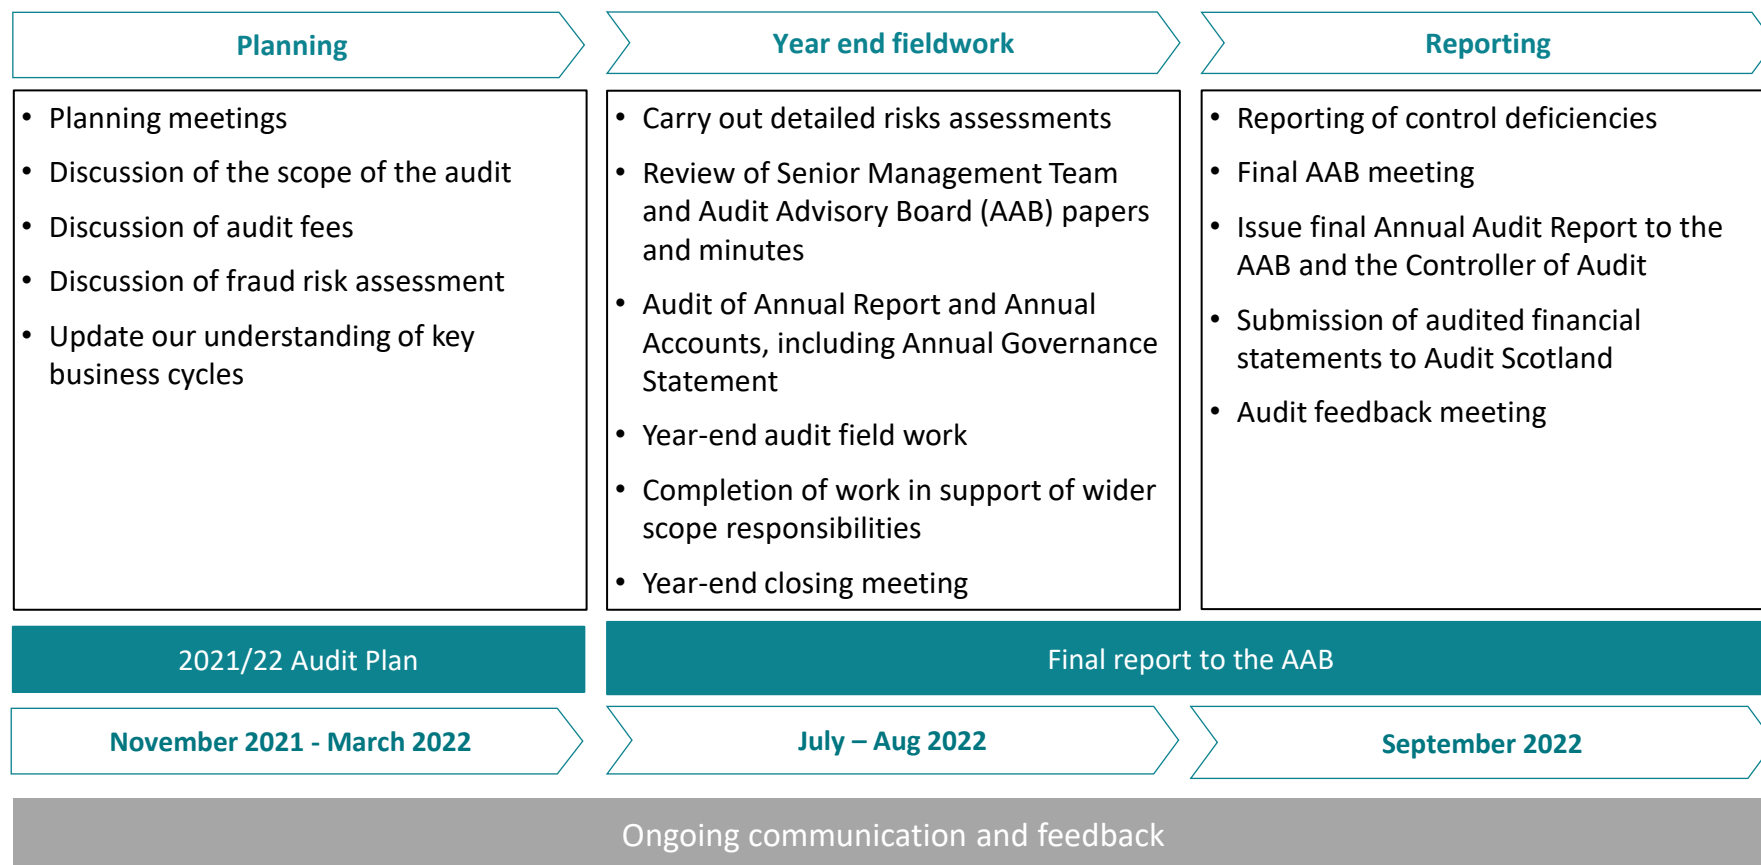 Planning
Year end fieldwork
Reporting
• Planning meetings
• Discussion of the scope of the audit
• Discussion of audit fees
• Discussion of fraud risk assessment
• Update our understanding of key
business cycles
• Carry out detailed risks assessments
• Review of Senior Management Team
and Audit Advisory Board (AAB) papers
and minutes
• Audit of Annual Report and Annual
Accounts, including Annual Governance
Statement
• Year-end audit field work
• Completion of work in support of wider
scope responsibilities
• Year-end closing meeting
• Reporting of control deficiencies
• Final AAB meeting
• Issue final Annual Audit Report to the
AAB and the Controller of Audit
• Submission of audited financial
statements to Audit Scotland
• Audit feedback meeting
2021/22 Audit Plan
Final report to the AAB
November 2021 - March 2022
July – Aug 2022
September 2022
Ongoing communication and feedback